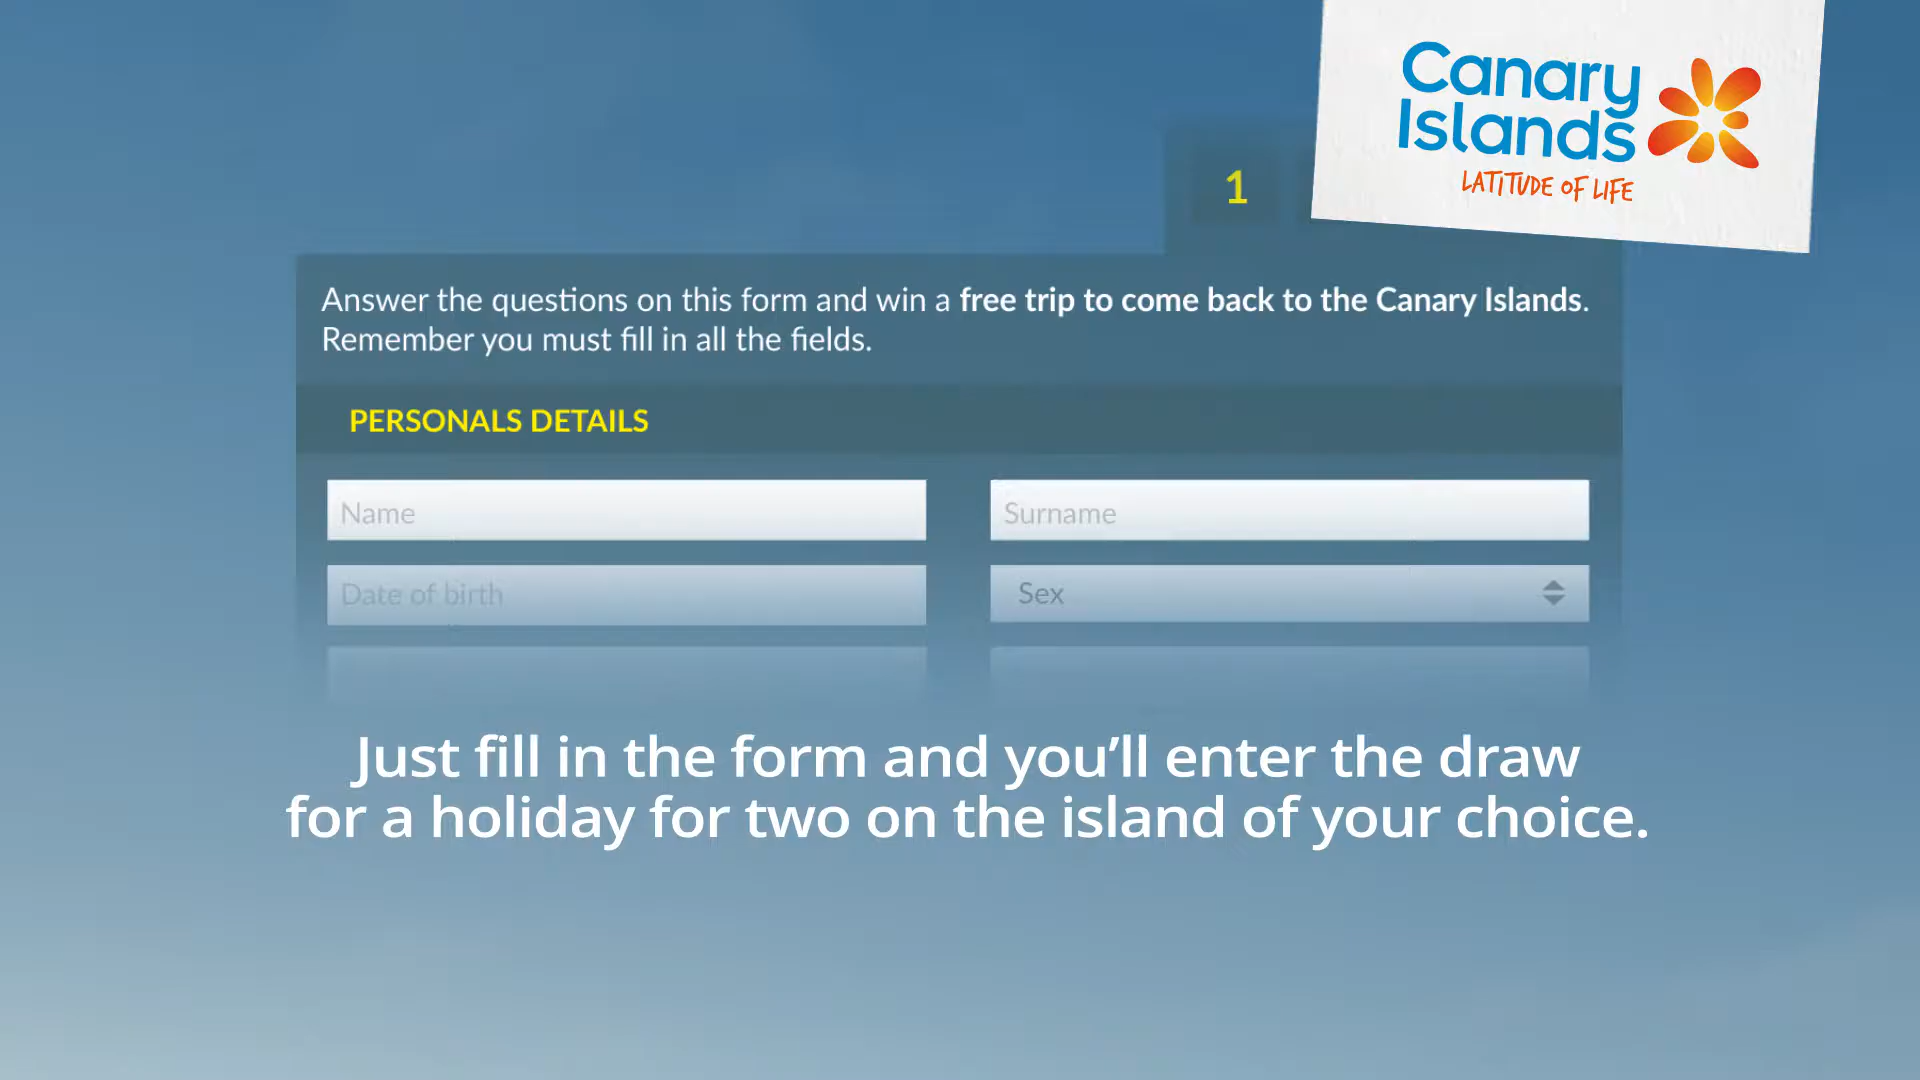 Canary
Islands
LATITUDE OF LIFE
1
Answer the questions on this form and win a free trip to come back to the Canary Islands.
Remember you must fill in all the fields.
PERSONALS DETAILS
Name
Surname
Date of birth
Sex
Just fill in the form and you’ll enter the draw
for a holiday for two on the island of your choice.